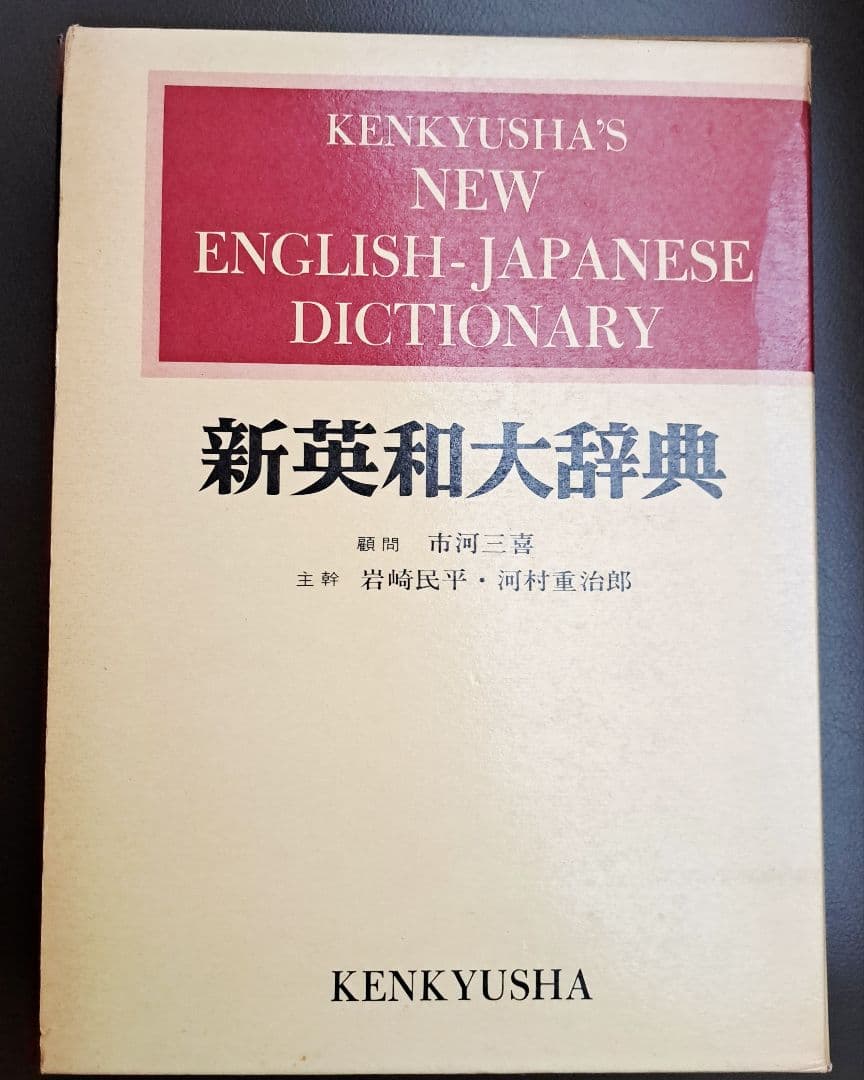 KENKYUSHA'S
NEW
ENGLISH-JAPANESE
DICTIONARY
新英和大辞典
顧問 市河三喜
主幹 岩崎民平・河村重治郎
KENKYUSHA